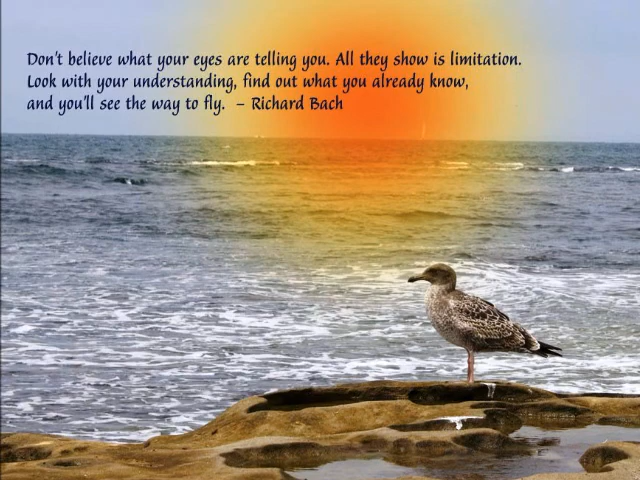 Don't believe what your eyes are telling you. All they show is limitation.
Look with your understanding, find out what you already know,
and you'll see the way to fly. – Richard Bach